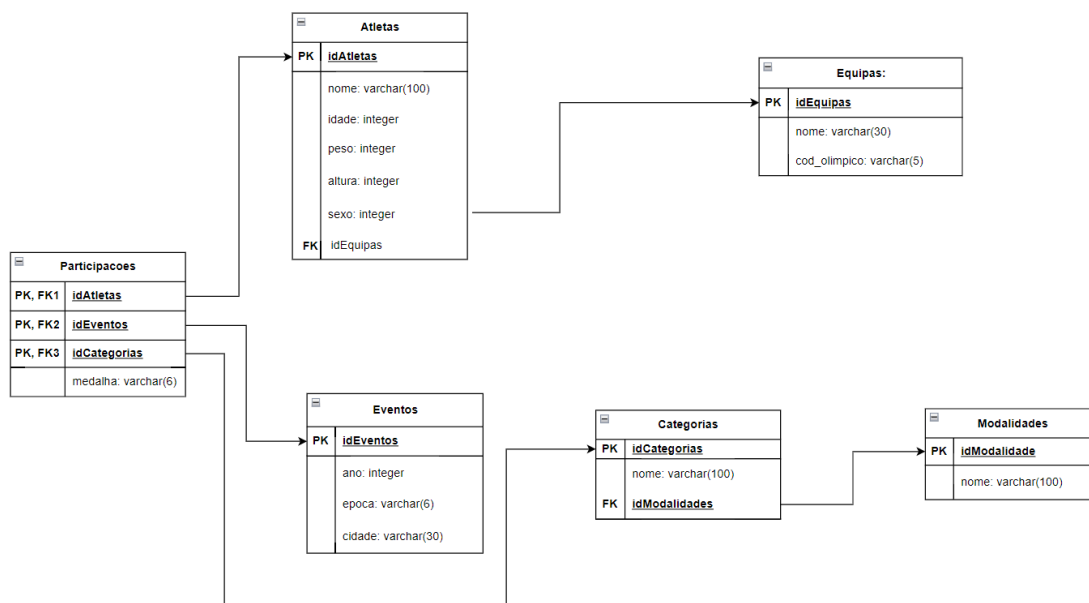 Atletas
PK idAtletas
nome: varchar(100)
idade: integer
peso: integer
altura: integer
sexo: integer
FK idEquipas
Equipas:
PK idEquipas
nome: varchar(30)
cod_olimpico: varchar(5)
Participacoes
PK, FK1 idAtletas
PK, FK2 idEventos
PK, FK3 idCategorias
medalha: varchar(6)
Eventos
PK idEventos
ano: integer
epoca: varchar(6)
cidade: varchar(30)
Categorias
PK idCategorias
nome: varchar(100)
FK idModalidades
Modalidades
PK idModalidade
nome: varchar(100)